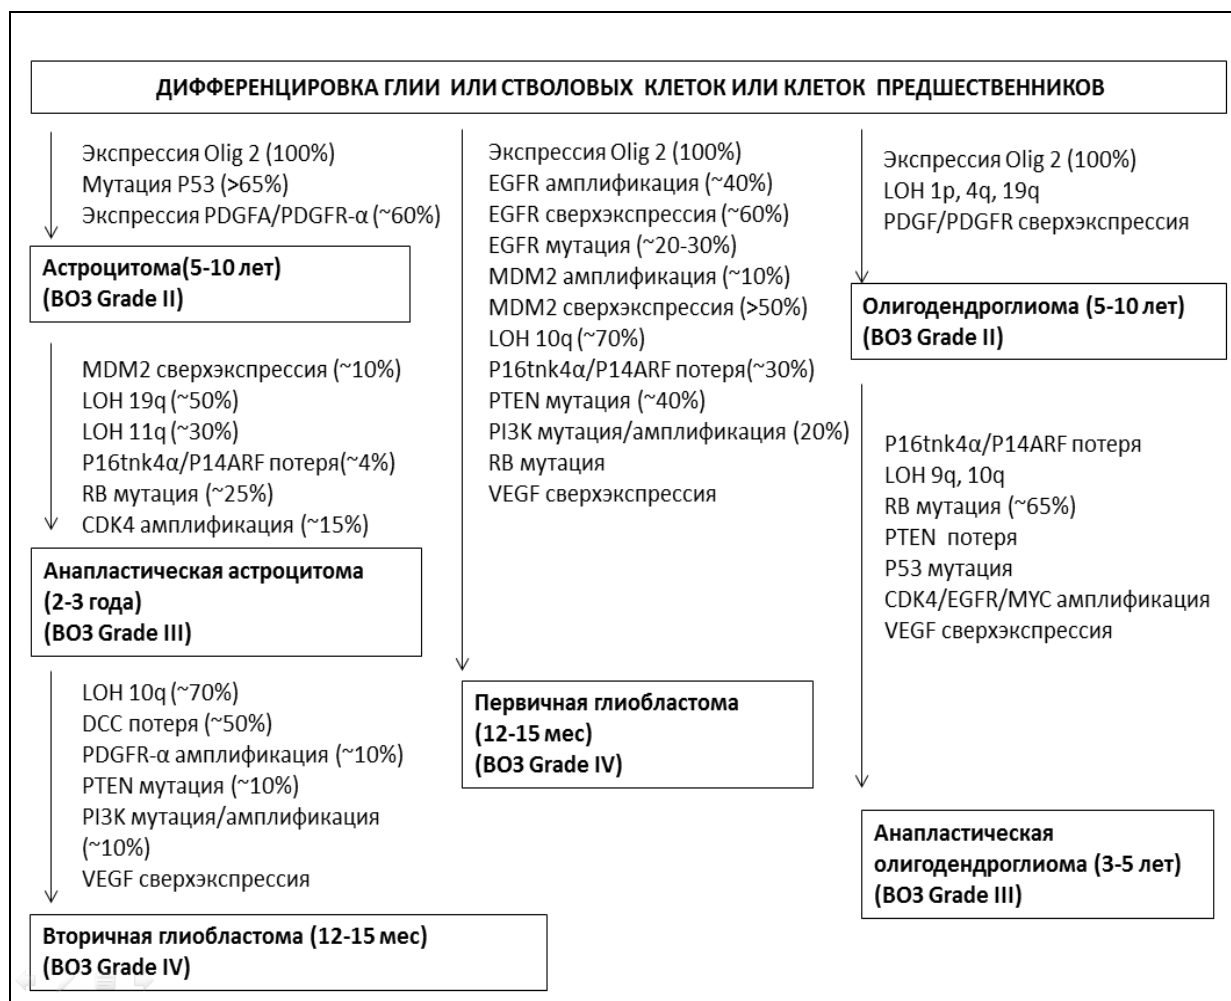 ДИФФЕРЕНЦИРОВКА ГЛИИ ИЛИ СТВОЛОВЫХ КЛЕТОК ИЛИ КЛЕТОК ПРЕДШЕСТВЕННИКОВ
Экспрессия Olig 2 (100%)
Мутация P53 (>65%)
Экспрессия PDGFA/PDGFR-α (~60%)
Астроцитома(5-10 лет)
(ВОЗ Grade II)
MDM2 сверхэкспрессия (~10%)
LOH 19q (~50%)
LOH 11q (~30%)
P16tnk4α/P14ARF потеря(~4%)
RB мутация (~25%)
CDK4 амплификация (~15%)
Анапластическая астроцитома
(2-3 года)
(ВОЗ Grade III)
LOH 10q (~70%)
DCC потеря (~50%)
PDGFR-α амплификация (~10%)
PTEN мутация (~10%)
PI3K мутация/амплификация
(~10%)
VEGF сверхэкспрессия
Вторичная глиобластома (12-15 мес)
(ВОЗ Grade IV)
Экспрессия Olig 2 (100%)
EGFR амплификация (~40%)
EGFR сверхэкспрессия (~60%)
EGFR мутация (~20-30%)
MDM2 амплификация (~10%)
MDM2 сверхэкспрессия (>50%)
LOH 10q (~70%)
P16tnk4α/P14ARF потеря(~30%)
PTEN мутация (~40%)
PI3K мутация/амплификация (20%)
RB мутация
VEGF сверхэкспрессия
Первичная глиобластома
(12-15 мес)
(ВОЗ Grade IV)
Экспрессия Olig 2 (100%)
LOH 1p, 4q, 19q
PDGF/PDGFR сверхэкспрессия
Олигодендроглиома (5-10 лет)
(ВОЗ Grade II)
P16tnk4α/P14ARF потеря
LOH 9q, 10q
RB мутация (~65%)
PTEN потеря
P53 мутация
CDK4/EGFR/MYC амплификация
VEGF сверхэкспрессия
Анапластическая
олигодендроглиома (3-5 лет)
(ВОЗ Grade III)